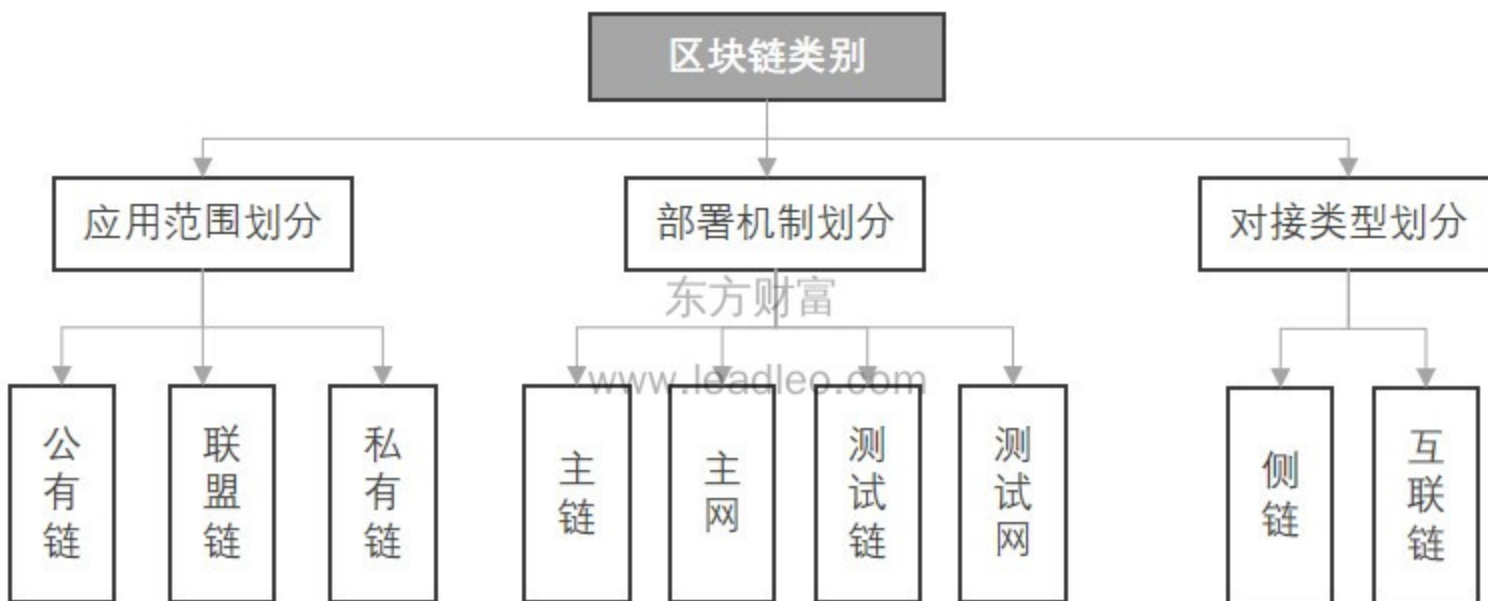 区块链类别
应用范围划分
部署机制划分
对接类型划分
东方财富
www.leadleo.com
公有链
联盟链
私有链
主链
主网
测试链
测试网
侧链
互联链